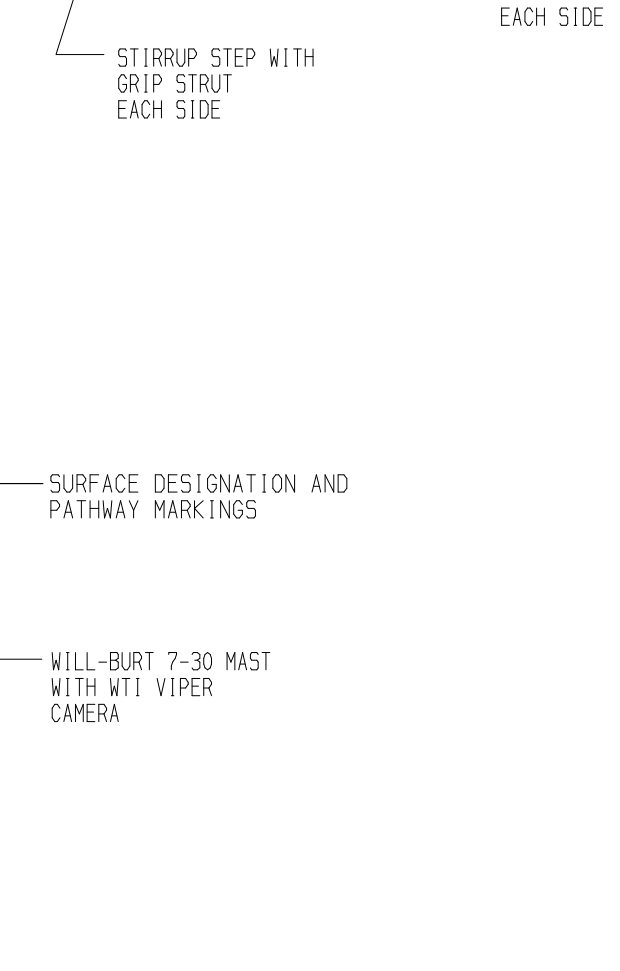 EACH SIDE
STIRRUP STEP WITH
GRIP STRUT
EACH SIDE
SURFACE DESIGNATION AND
PATHWAY MARKINGS
WILL-BURT 7-30 MAST
WITH WTI VIPER
CAMERA